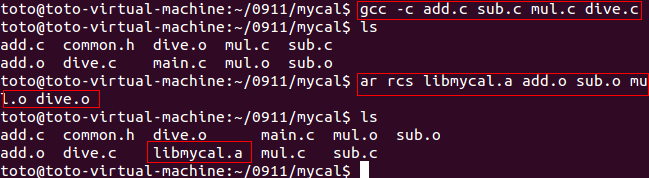 toto@toto-virtual-machine:~/0911/mycal$ gcc -c add.c sub.c mul.c dive.c
toto@toto-virtual-machine:~/0911/mycal$ ls
add.c  common.h  dive.o  mul.c  sub.c
add.o  dive.c    main.c  mul.o  sub.o
toto@toto-virtual-machine:~/0911/mycal$ ar rcs libmycal.a add.o sub.o mu
l.o dive.o
toto@toto-virtual-machine:~/0911/mycal$ ls
add.c  common.h  dive.o      main.c  mul.o  sub.o
add.o  dive.c    libmycal.a  mul.c   sub.c
toto@toto-virtual-machine:~/0911/mycal$